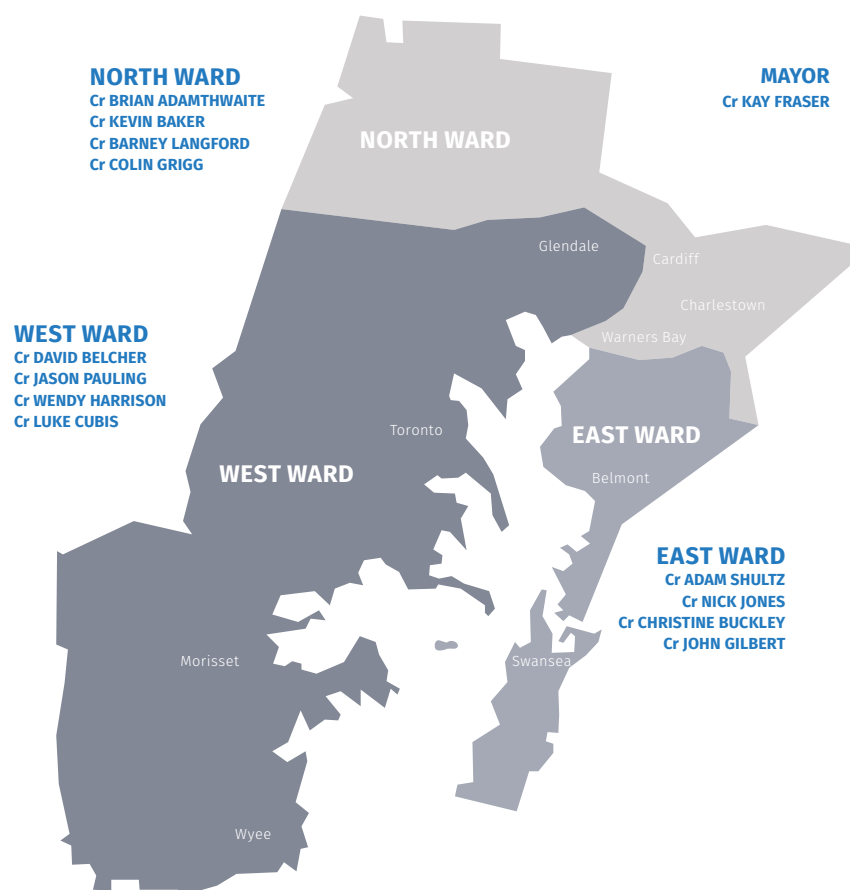 NORTH WARD
Cr BRIAN ADAMTHWAITE
Cr KEVIN BAKER
Cr BARNEY LANGFORD
Cr COLIN GRIGG
MAYOR
Cr KAY FRASER
NORTH WARD
Glendale
Cardiff
Charlestown
Warners Bay
WEST WARD
Cr DAVID BELCHER
Cr JASON PAULING
Cr WENDY HARRISON
Cr LUKE CUBIS
Toronto
EAST WARD
WEST WARD
Belmont
EAST WARD
Cr ADAM SHULTZ
Cr NICK JONES
Cr CHRISTINE BUCKLEY
Cr JOHN GILBERT
Morisset
Swansea
Wyee